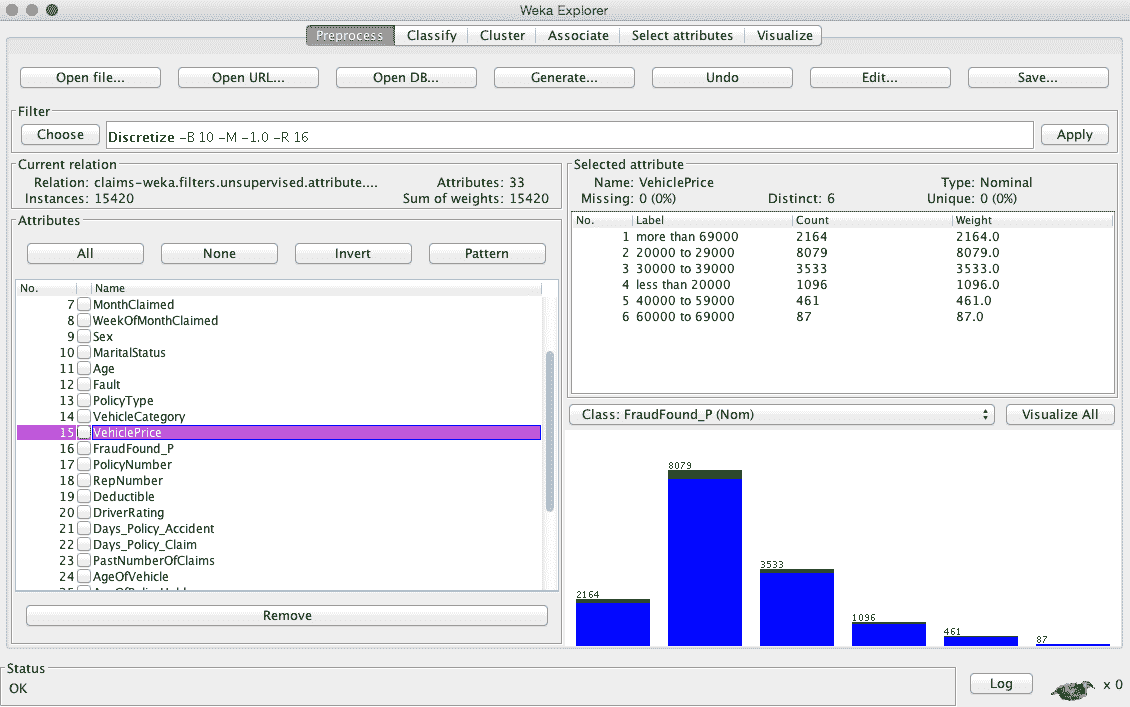 Weka Explorer
Preprocess Classify Cluster Associate Select attributes Visualize
Open file... Open URL... Open DB... Generate... Undo Edit... Save...
Filter
Choose Discretize -B 10 -M -1.0 -R 16 Apply
Current relation
Relation: claims-weka.filters.unsupervised.attribute.... Attributes: 33
Instances: 15420 Sum of weights: 15420
Attributes
All None Invert Pattern
No. Name
7 MonthClaimed
8 WeekOfMonthClaimed
9 Sex
10 MaritalStatus
11 Age
12 Fault
13 PolicyType
14 VehicleCategory
15 VehiclePrice
16 FraudFound_P
17 PolicyNumber
18 RepNumber
19 Deductible
20 DriverRating
21 Days_Policy_Accident
22 Days_Policy_Claim
23 PastNumberOfClaims
24 AgeOfVehicle
Remove
Selected attribute
Name: VehiclePrice Type: Nominal
Missing: 0 (0%) Distinct: 6 Unique: 0 (0%)
No. Label Count Weight
1 more than 69000 2164 2164.0
2 20000 to 29000 8079 8079.0
3 30000 to 39000 3533 3533.0
4 less than 20000 1096 1096.0
5 40000 to 59000 461 461.0
6 60000 to 69000 87 87.0
Class: FraudFound_P (Nom) Visualize All
2164
8079
3533
1096
461
87
Status
OK
Log x 0